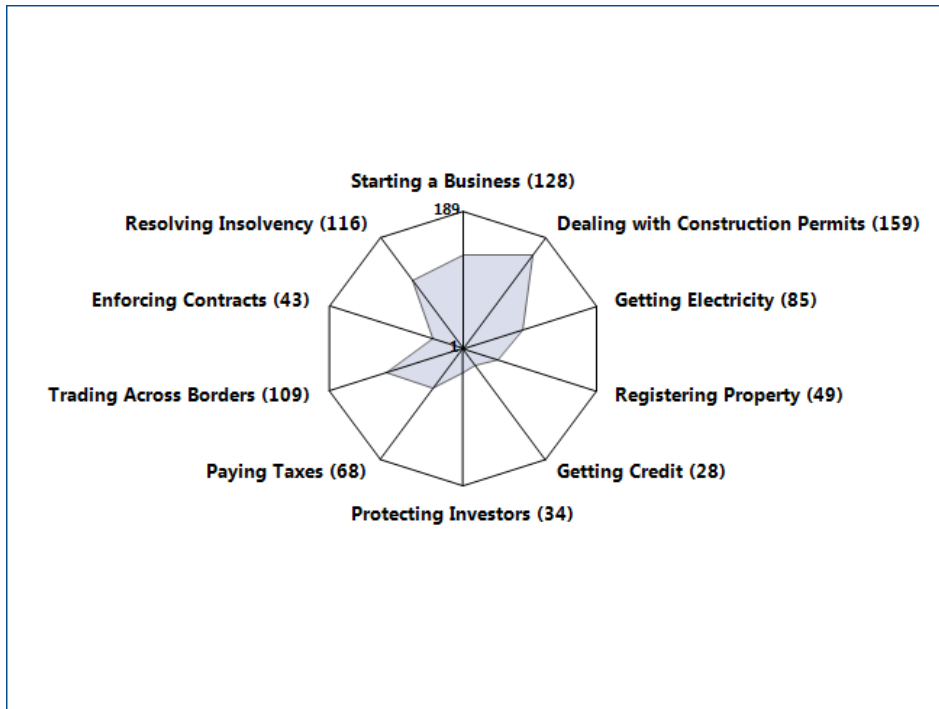 Starting a Business (128)
189
Resolving Insolvency (116)
Dealing with Construction Permits (159)
Enforcing Contracts (43)
Getting Electricity (85)
1
Trading Across Borders (109)
Registering Property (49)
Paying Taxes (68)
Getting Credit (28)
Protecting Investors (34)